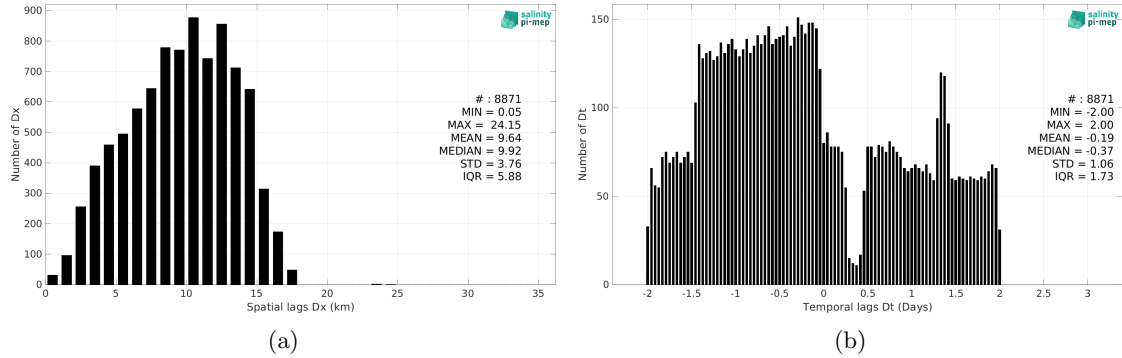 900
800
700
600
500
400
300
200
100
0
Number of Dx
0 5 10 15 20 25 30 35
Spatial lags Dx (km)
salinity
pi-mep
# : 8871
MIN = 0.05
MAX = 24.15
MEAN = 9.64
MEDIAN = 9.92
STD = 3.76
IQR = 5.88
(a)
150
100
50
0
Number of Dt
-2 -1.5 -1 -0.5 0 0.5 1 1.5 2 2.5 3
Temporal lags Dt (Days)
salinity
pi-mep
# : 8871
MIN = -2.00
MAX = 2.00
MEAN = -0.19
MEDIAN = -0.37
STD = 1.06
IQR = 1.73
(b)